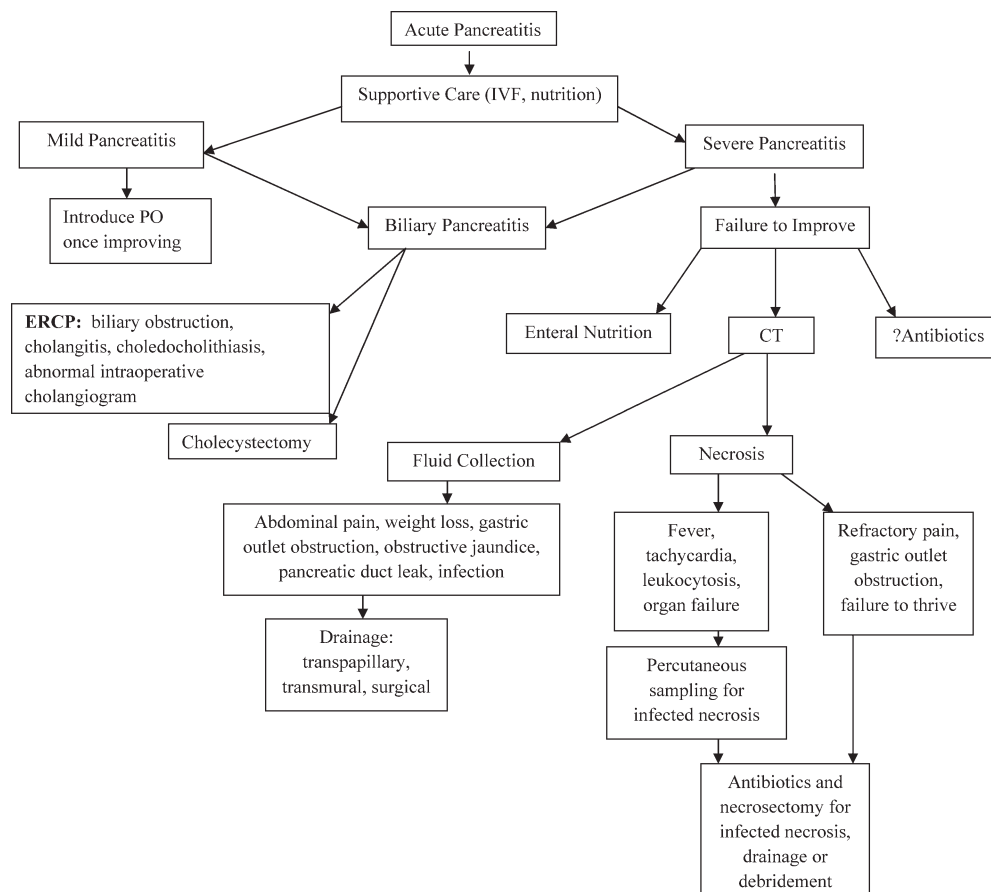 Acute Pancreatitis
Supportive Care (IVF, nutrition)
Mild Pancreatitis
Severe Pancreatitis
Introduce PO
once improving
Biliary Pancreatitis
Failure to Improve
ERCP: biliary obstruction,
cholangitis, choledocholithiasis,
abnormal intraoperative
cholangiogram
Enteral Nutrition
CT
?Antibiotics
Cholecystectomy
Fluid Collection
Necrosis
Abdominal pain, weight loss, gastric
outlet obstruction, obstructive jaundice,
pancreatic duct leak, infection
Fever,
tachycardia,
leukocytosis,
organ failure
Refractory pain,
gastric outlet
obstruction,
failure to thrive
Drainage:
transpapillary,
transmural, surgical
Percutaneous
sampling for
infected necrosis
Antibiotics and
necrosectomy for
infected necrosis,
drainage or
debridement